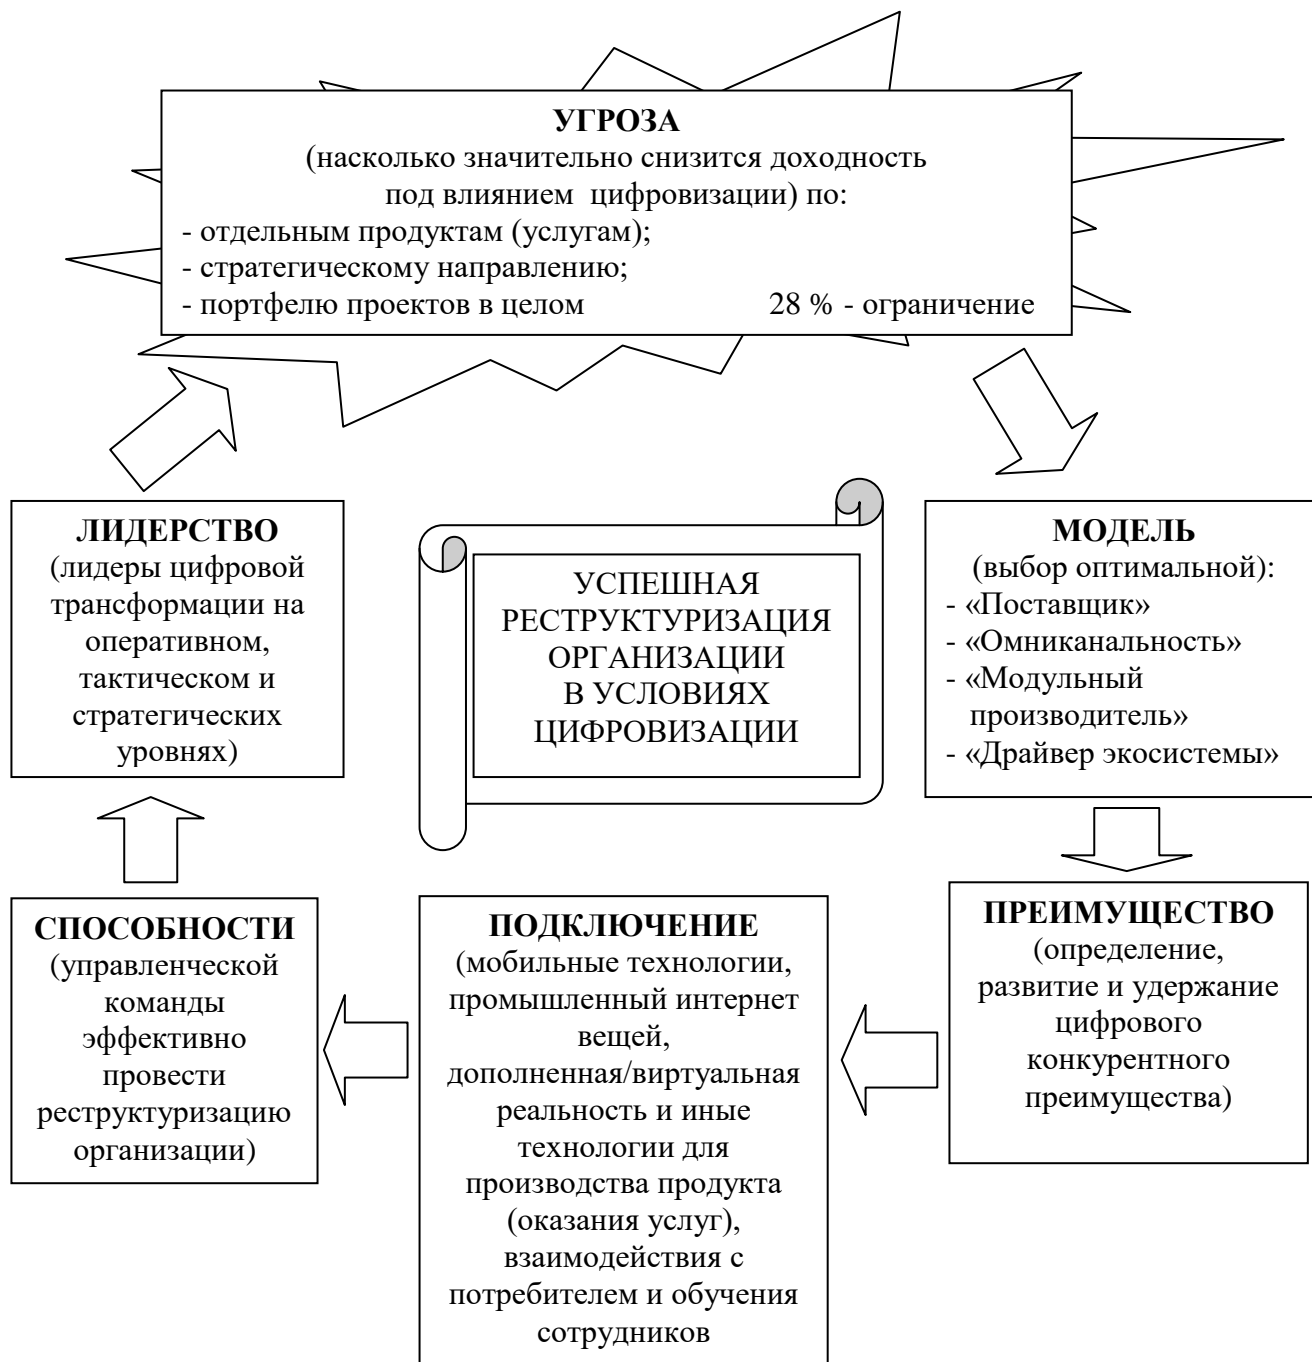 УГРОЗА
(насколько значительно снизится доходность
под влиянием цифровизации) по:
- отдельным продуктам (услугам);
- стратегическому направлению;
- портфелю проектов в целом 28 % - ограничение
ЛИДЕРСТВО
(лидеры цифровой
трансформации на
оперативном,
тактическом и
стратегических
уровнях)
УСПЕШНАЯ
РЕСТРУКТУРИЗАЦИЯ
ОРГАНИЗАЦИИ
В УСЛОВИЯХ
ЦИФРОВИЗАЦИИ
МОДЕЛЬ
(выбор оптимальной):
- «Поставщик»
- «Омниканальность»
- «Модульный
производитель»
- «Драйвер экосистемы»
СПОСОБНОСТИ
(управленческой
команды
эффективно
провести
реструктуризацию
организации)
ПОДКЛЮЧЕНИЕ
(мобильные технологии,
промышленный интернет
вещей,
дополненная/виртуальная
реальность и иные
технологии для
производства продукта
(оказания услуг),
взаимодействия с
потребителем и обучения
сотрудников
ПРЕИМУЩЕСТВО
(определение,
развитие и удержание
цифрового
конкурентного
преимущества)